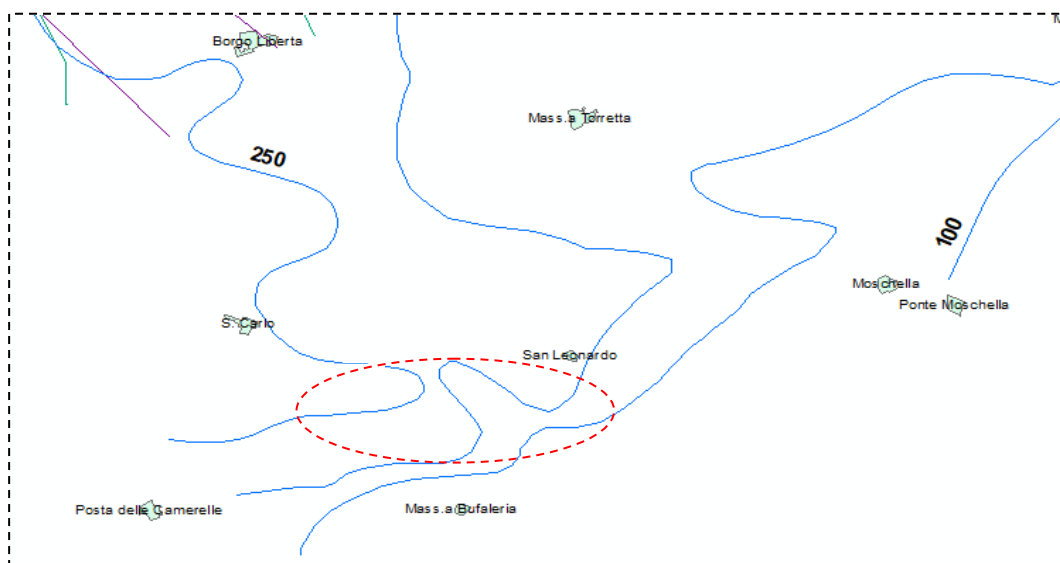 M
Borgo Liberta
Mass.a Torretta
250
100
Moschella
Ponte Moschella
S. Carlo
San Leonardo
Posta delle Camerelle
Mass.a Bufaleria